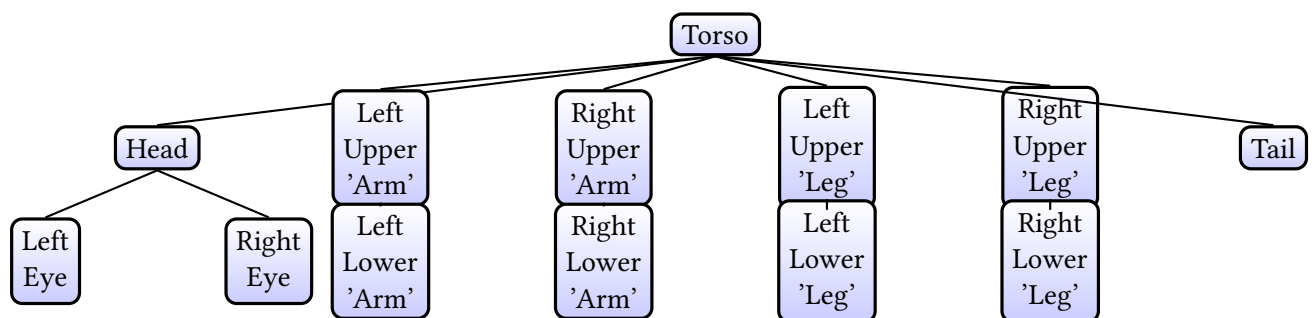 Torso
Head
Left
Upper
'Arm'
Right
Upper
'Arm'
Left
Upper
'Leg'
Right
Upper
'Leg'
Tail
Left
Eye
Right
Eye
Left
Lower
'Arm'
Right
Lower
'Arm'
Left
Lower
'Leg'
Right
Lower
'Leg'